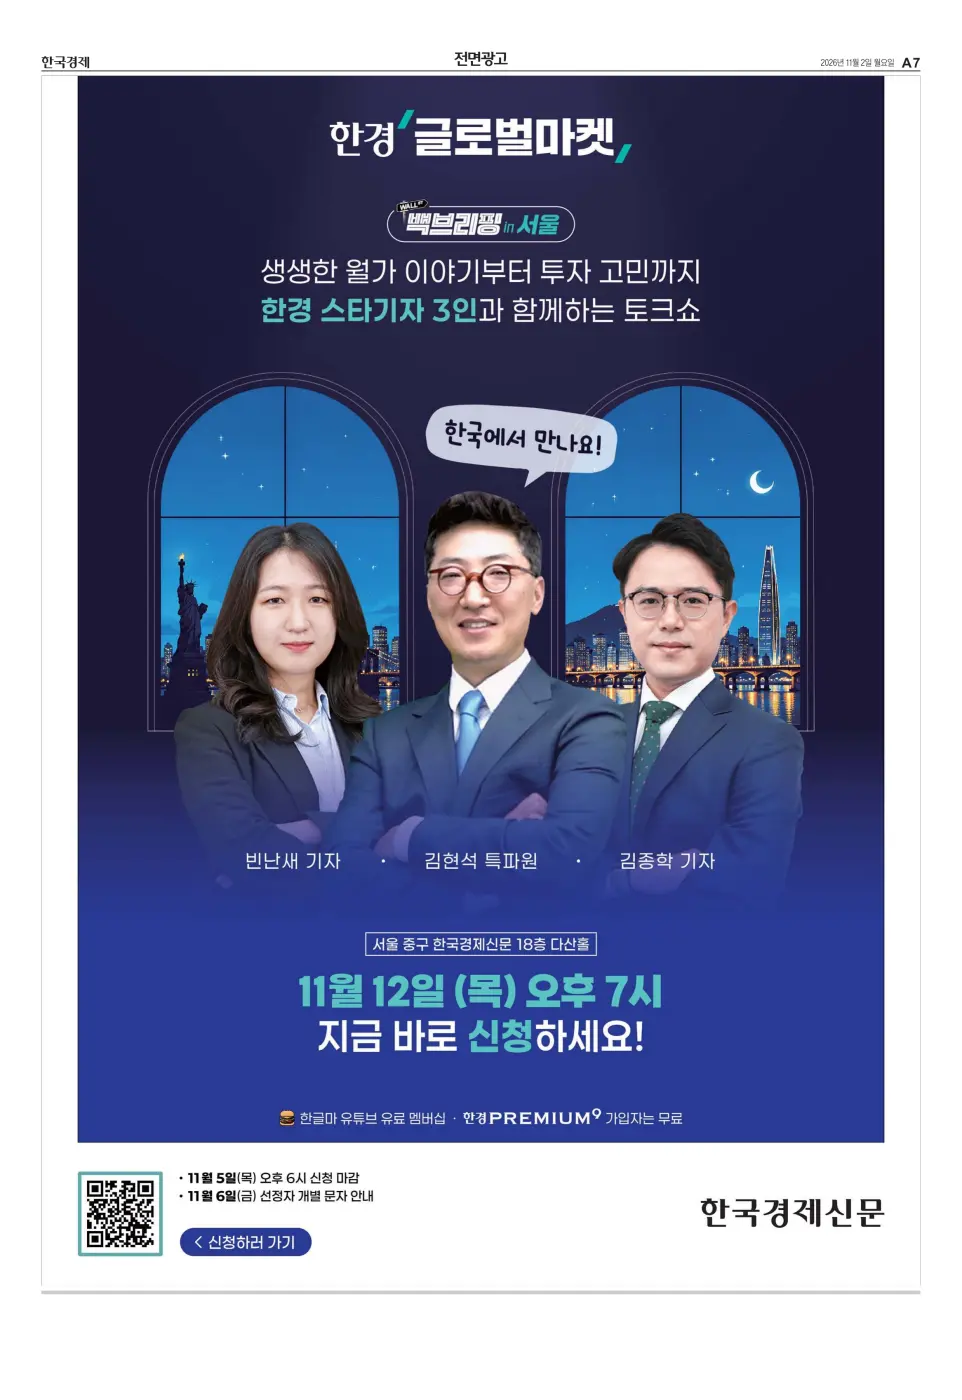 한국경제
전면광고
2026년 11월 2일 월요일 A7
한경 글로벌마켓
WALL ST
백브리핑 in 서울
생생한 월가 이야기부터 투자 고민까지
한경 스타기자 3인과 함께하는 토크쇼
한국에서 만나요!
빈난새 기자 · 김현석 특파원 · 김종학 기자
서울 중구 한국경제신문 18층 다산홀
11월 12일 (목) 오후 7시
지금 바로 신청하세요!
한글마 유튜브 유료 멤버십 · 한경PREMIUM9 가입자는 무료
· 11월 5일(목) 오후 6시 신청 마감
· 11월 6일(금) 선정자 개별 문자 안내
< 신청하러 가기
한국경제신문